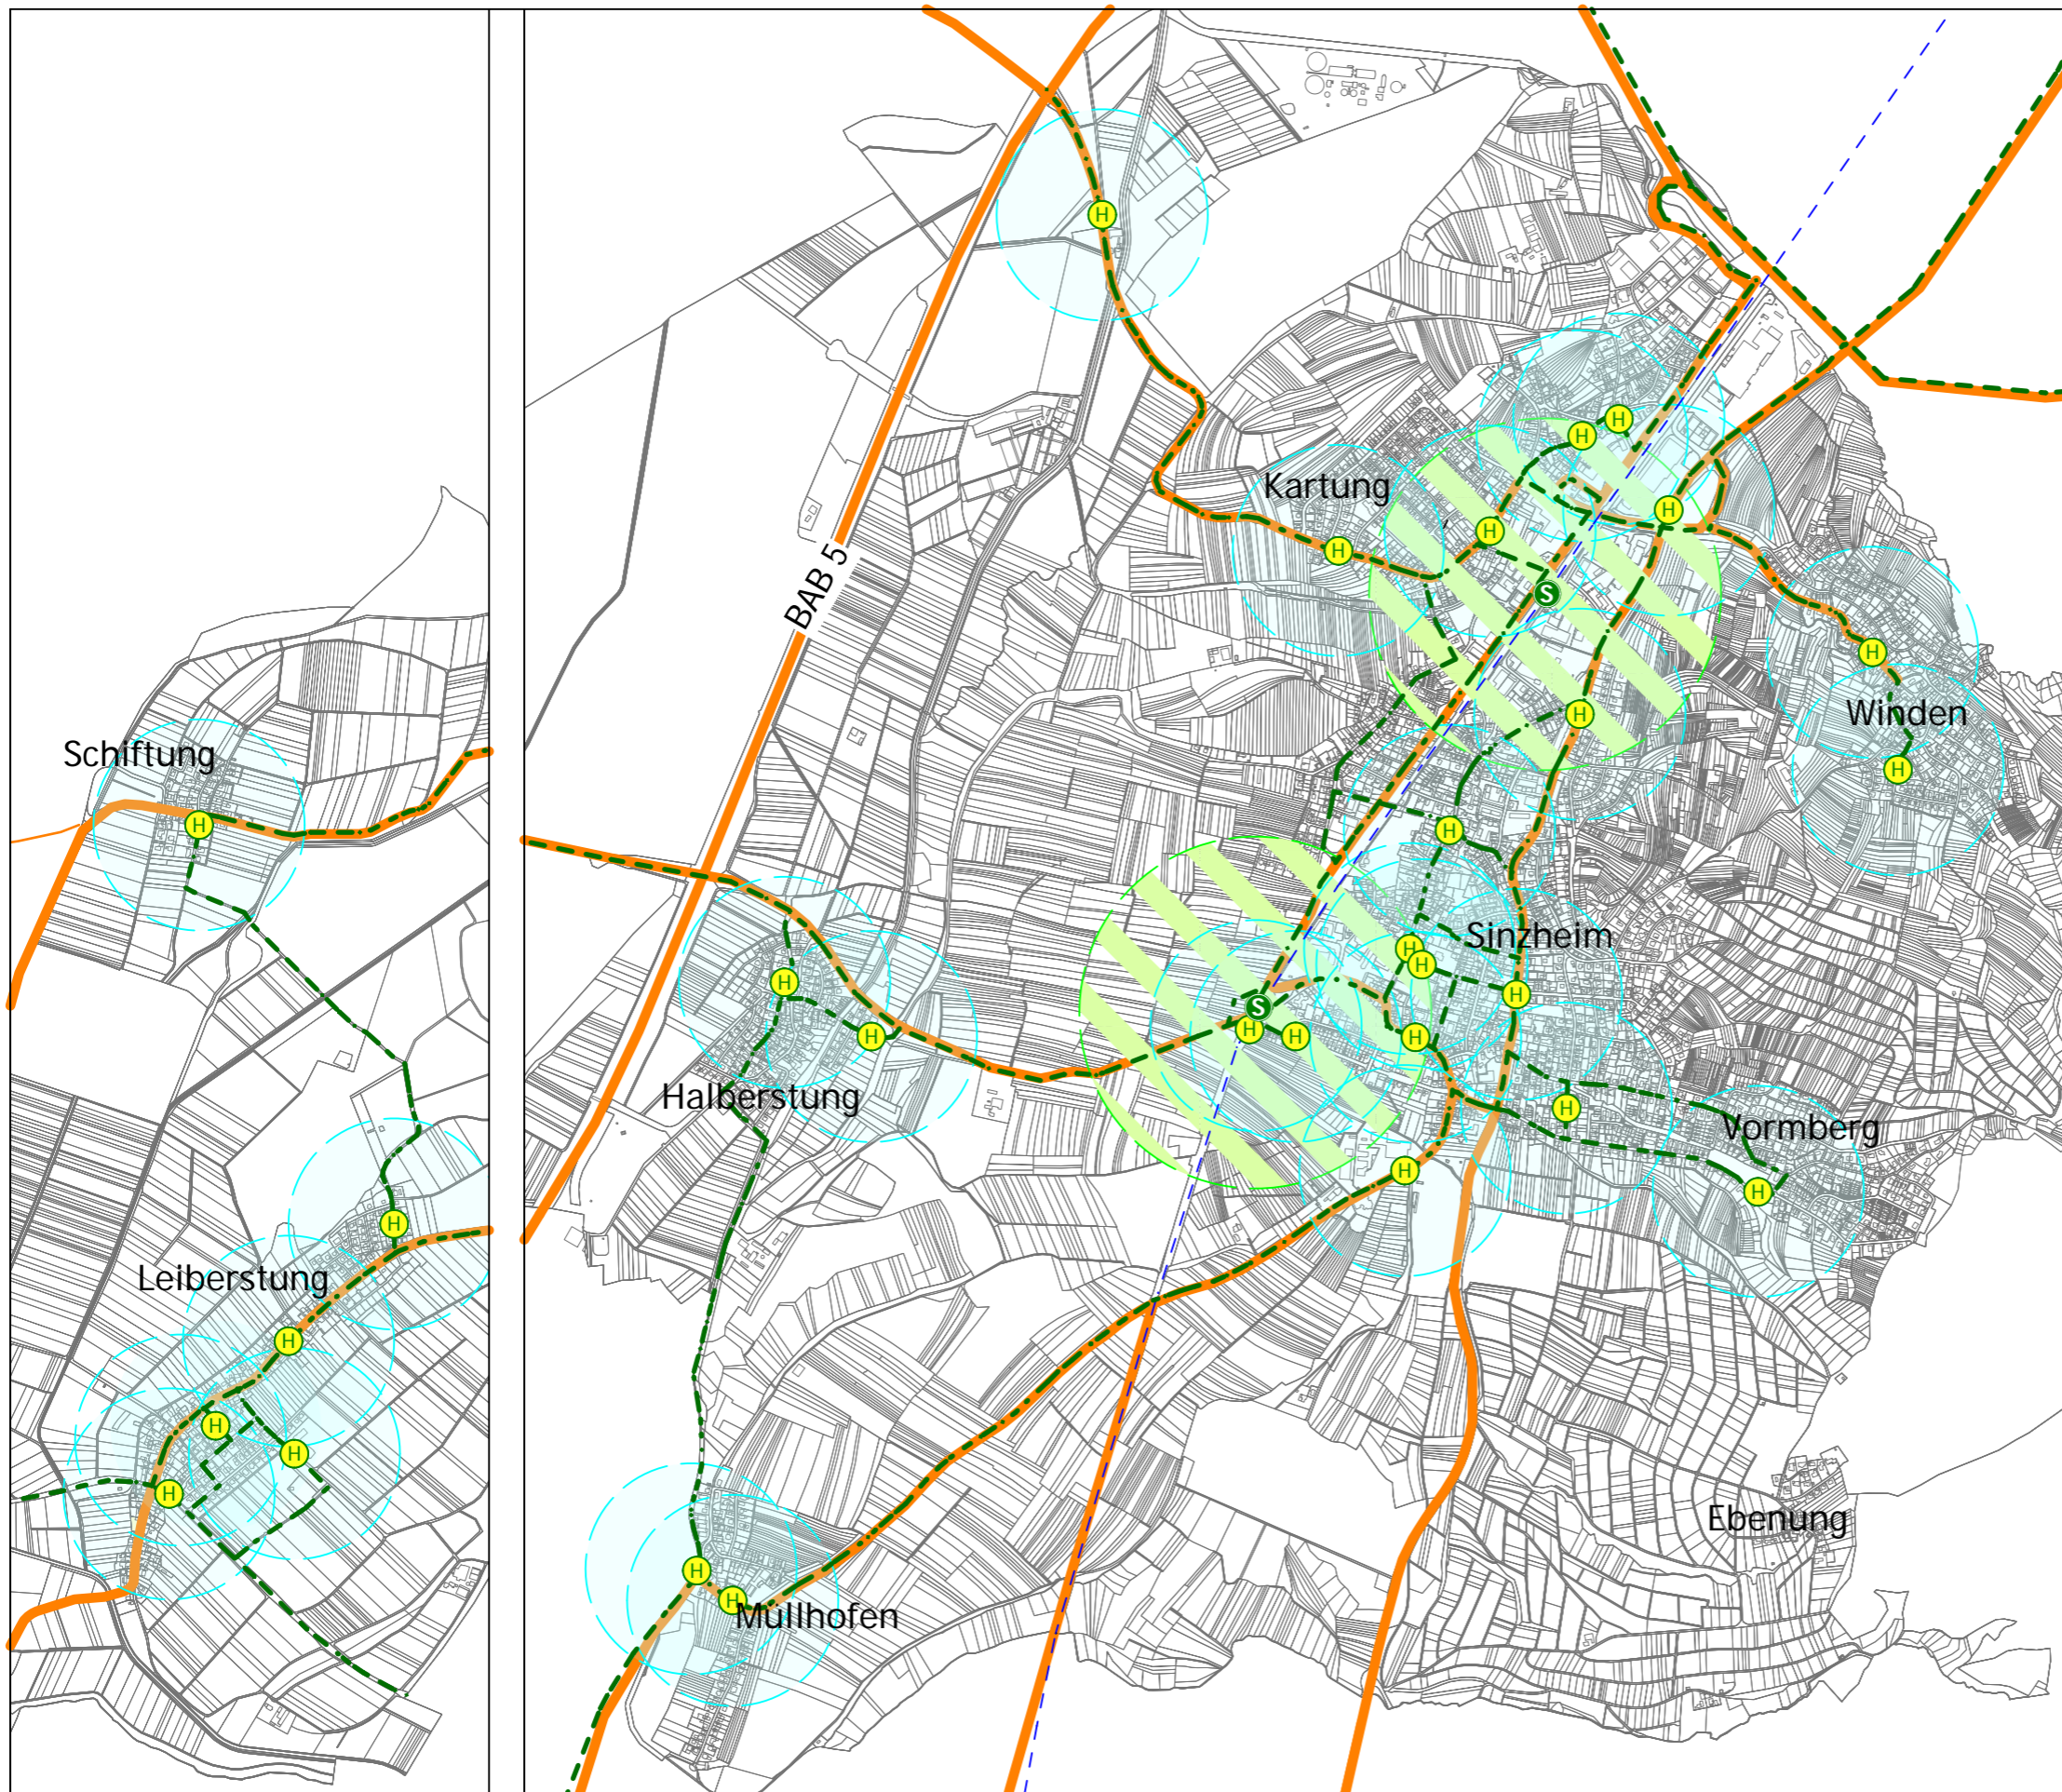 Kartung
BAB 5
Schiftung
Winden
Sinzheim
Halberstung
Vormberg
Leiberstung
Ebenung
Müllhofen
H
H
H
H
H
H
S
H
H
H
H
H
H
H
H
H
H
S
H
H
H
H
H
H
H
H
H
H
H
H
H